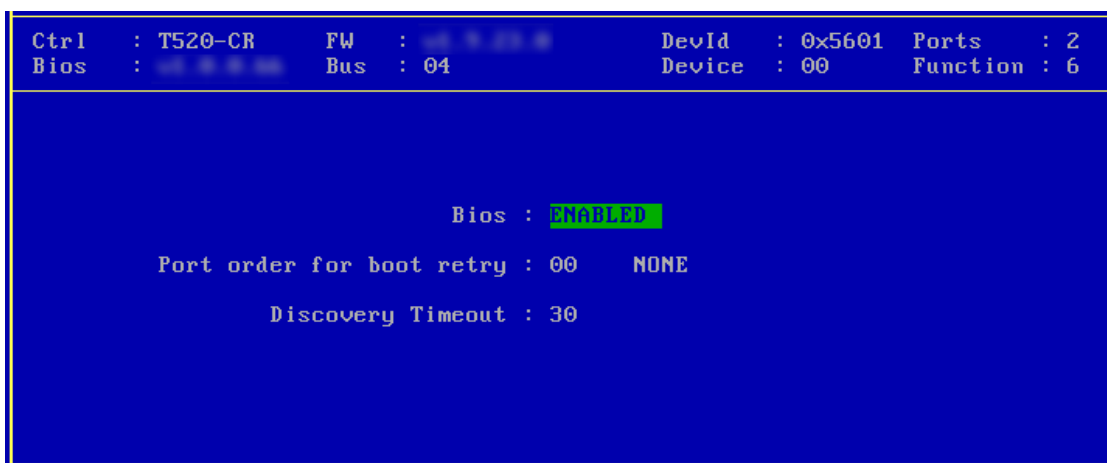 Ctrl : T520-CR FW : DevId : 0x5601 Ports : 2
Bios : Bus : 04 Device : 00 Function : 6
Bios : ENABLED
Port order for boot retry : 00 NONE
Discovery Timeout : 30